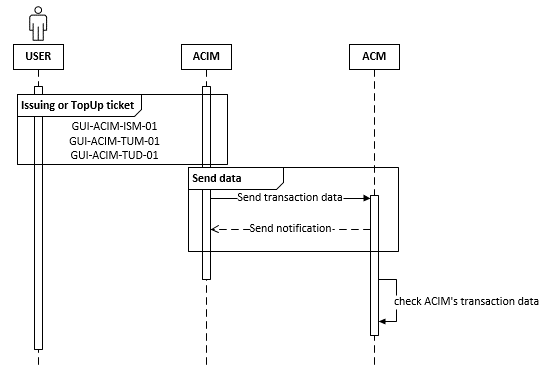 USER
ACIM
ACM
Issuing or TopUp ticket
GUI-ACIM-ISM-01
GUI-ACIM-TUM-01
GUI-ACIM-TUD-01
Send data
Send transaction data
Send notification
check ACIM's transaction data